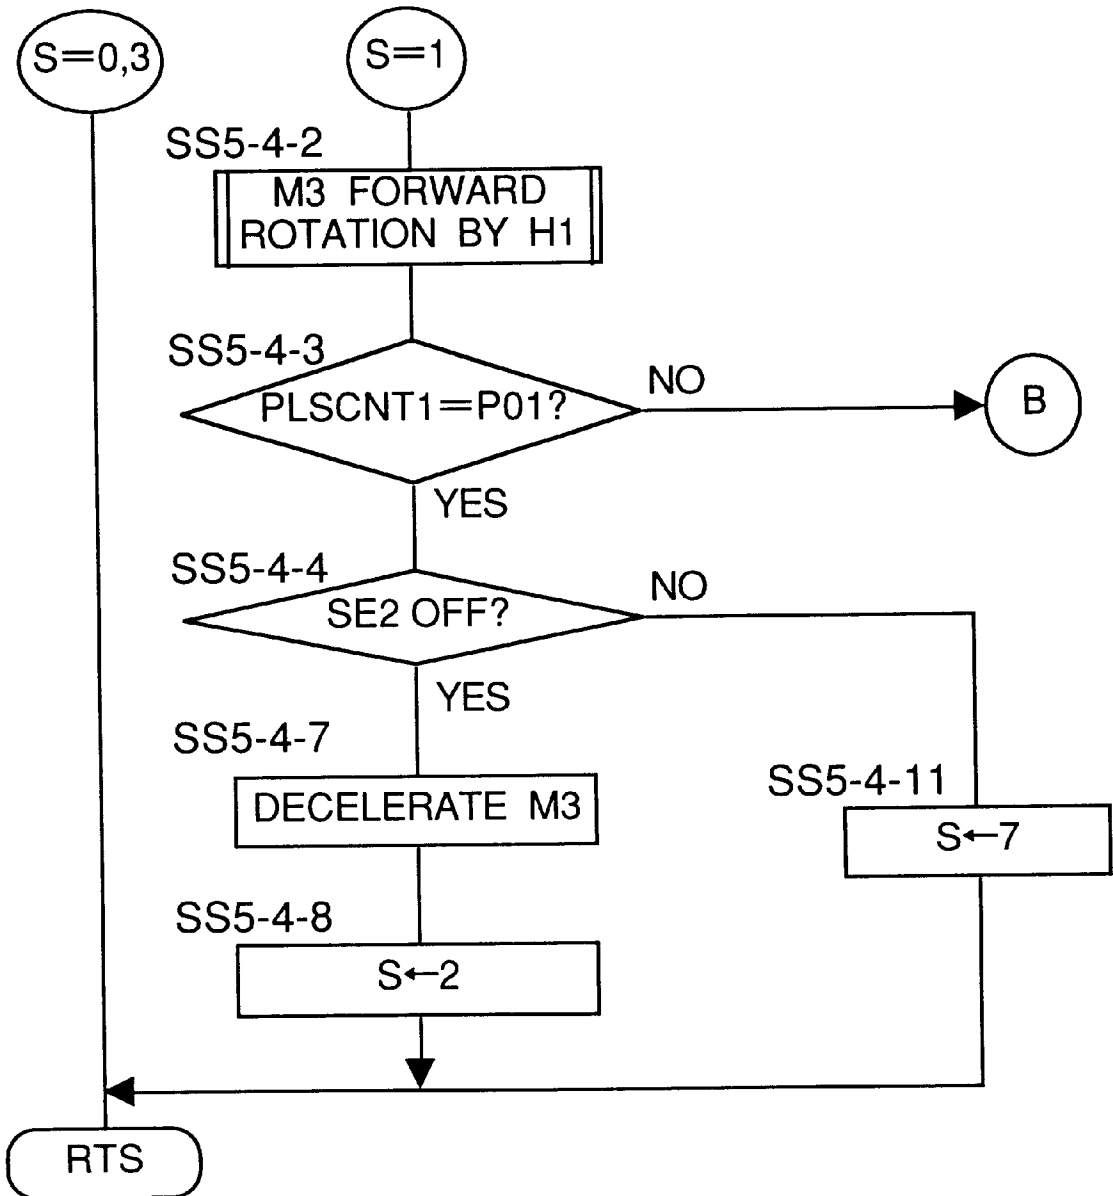 S=0,3
S=1
SS5-4-2
M3 FORWARD
ROTATION BY H1
SS5-4-3
PLSCNT1=P01?
NO
B
YES
SS5-4-4
SE2 OFF?
NO
YES
SS5-4-7
DECELERATE M3
SS5-4-11
S←7
SS5-4-8
S←2
RTS